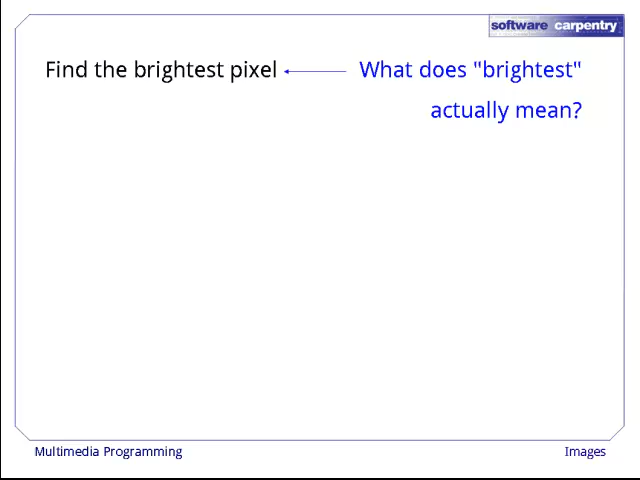 software carpentry
Find the brightest pixel
What does "brightest"
actually mean?
Multimedia Programming
Images